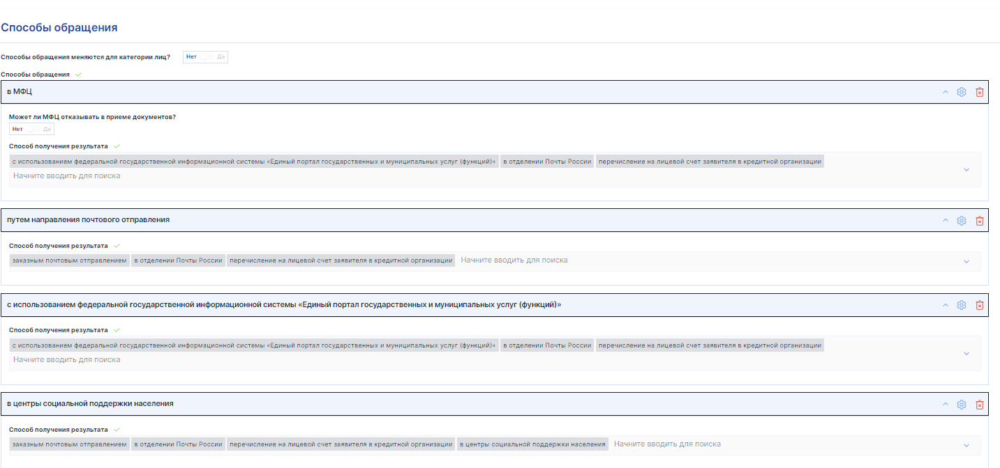 Способы обращения
Способы обращения меняются для категории лиц? Нет Да
Способы обращения
в МФЦ
Может ли МФЦ отказывать в приеме документов?
Нет Да
Способ получения результата
с использованием федеральной государственной информационной системы «Единый портал государственных и муниципальных услуг (функций)» в отделении Почты России перечисление на лицевой счет заявителя в кредитной организации
Начните вводить для поиска
путем направления почтового отправления
Способ получения результата
заказным почтовым отправлением в отделении Почты России перечисление на лицевой счет заявителя в кредитной организации Начните вводить для поиска
с использованием федеральной государственной информационной системы «Единый портал государственных и муниципальных услуг (функций)»
Способ получения результата
с использованием федеральной государственной информационной системы «Единый портал государственных и муниципальных услуг (функций)» в отделении Почты России перечисление на лицевой счет заявителя в кредитной организации
Начните вводить для поиска
в центры социальной поддержки населения
Способ получения результата
заказным почтовым отправлением в отделении Почты России перечисление на лицевой счет заявителя в кредитной организации в центры социальной поддержки населения Начните вводить для поиска